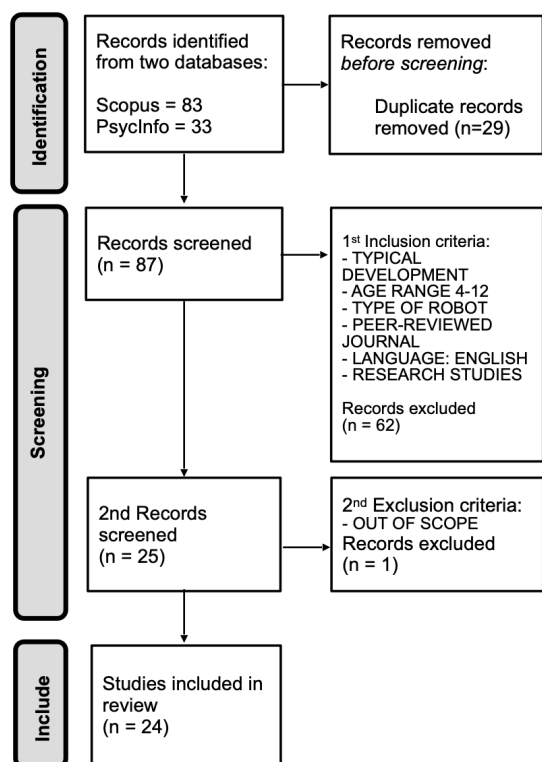 Identification
Records identified
from two databases:
Scopus = 83
PsycInfo = 33
Records removed
before screening:
Duplicate records
removed (n=29)
Screening
Records screened
(n = 87)
1st Inclusion criteria:
- TYPICAL
DEVELOPMENT
- AGE RANGE 4-12
- TYPE OF ROBOT
- PEER-REVIEWED
JOURNAL
- LANGUAGE: ENGLISH
- RESEARCH STUDIES
Records excluded
(n = 62)
2nd Records
screened
(n = 25)
2nd Exclusion criteria:
- OUT OF SCOPE
Records excluded
(n = 1)
Include
Studies included in
review
(n = 24)